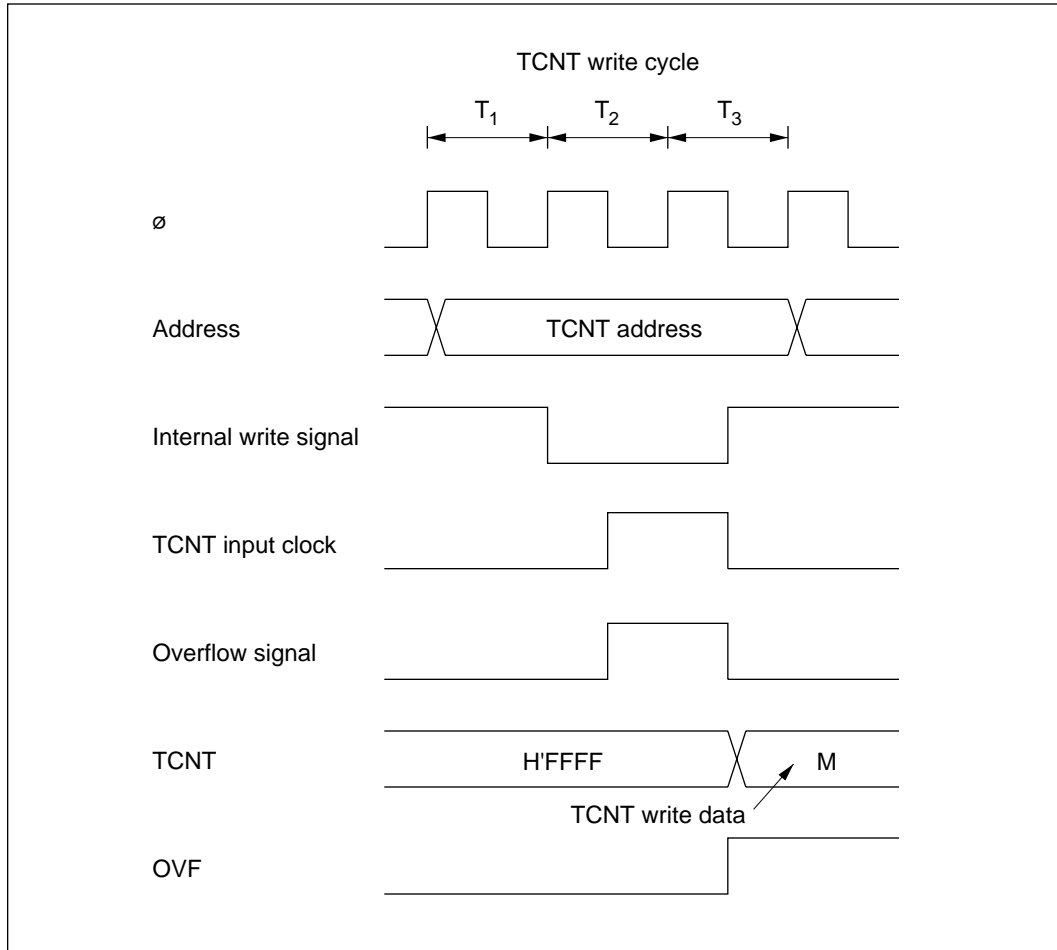 TCNT write cycle
T1 T2 T3
ø
Address
TCNT address
Internal write signal
TCNT input clock
Overflow signal
TCNT
H'FFFF
M
TCNT write data
OVF